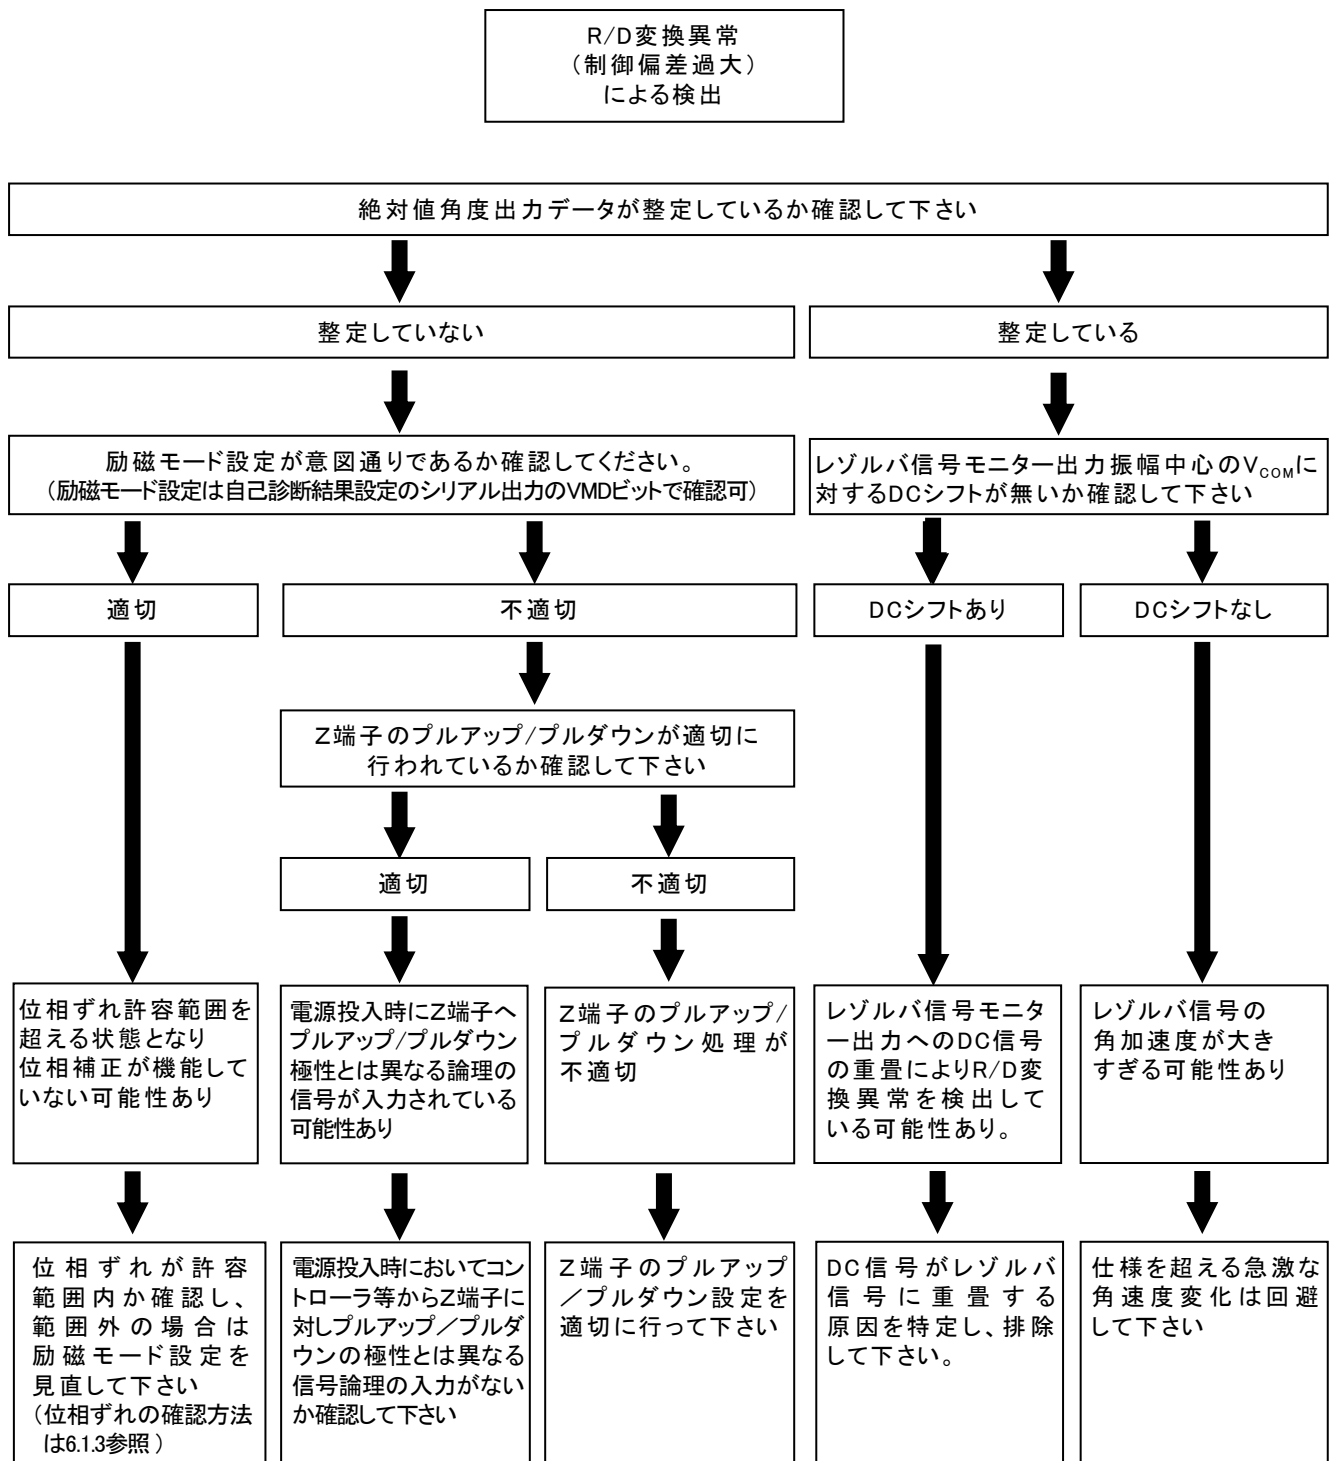 R/D変換異常
（制御偏差過大）
による検出
絶対値角度出力データが整定しているか確認して下さい
整定していない
整定している
励磁モード設定が意図通りであるか確認してください。
（励磁モード設定は自己診断結果設定のシリアル出力のVMDビットで確認可）
レゾルバ信号モニター出力振幅中心のVCOMに
対するDCシフトが無いか確認して下さい
適切
不適切
DCシフトあり
DCシフトなし
Z端子のプルアップ/プルダウンが適切に
行われているか確認して下さい
適切
不適切
位相ずれ許容範囲を
超える状態となり
位相補正が機能して
いない可能性あり
電源投入時にZ端子へ
プルアップ/プルダウン
極性とは異なる論理の
信号が入力されている
可能性あり
Z端子のプルアップ/
プルダウン処理が
不適切
レゾルバ信号モニタ
ー出力へのDC信号
の重畳によりR/D変
換異常を検出して
いる可能性あり。
レゾルバ信号の
角加速度が大き
すぎる可能性あり
位相ずれが許容
範囲内か確認し、
範囲外の場合は
励磁モード設定を
見直して下さい
（位相ずれの確認方法
は6.1.3参照）
電源投入時においてコン
トローラ等からZ端子に
対しプルアップ／プルダ
ウンの極性とは異なる
信号論理の入力がない
か確認して下さい
Z端子のプルアップ
／プルダウン設定を
適切に行って下さい
DC信号がレゾルバ
信号に重畳する
原因を特定し、排除
して下さい。
仕様を超える急激な
角速度変化は回避
して下さい